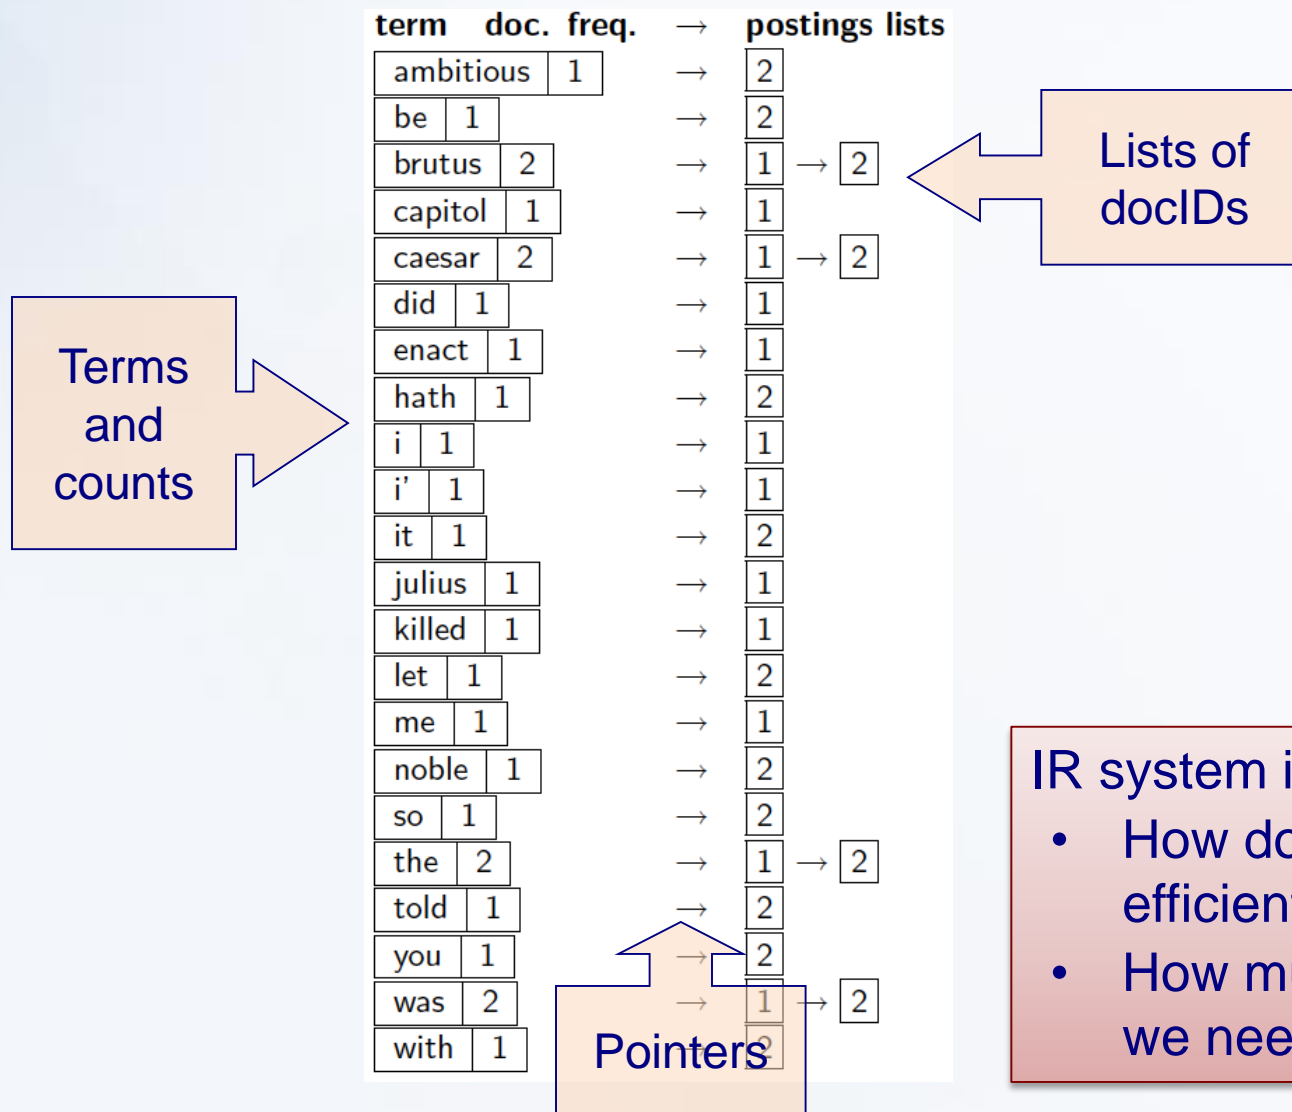 term doc. freq. → postings lists
ambitious 1 → 2
be 1 → 2
brutus 2 → 1 → 2
capitol 1 → 1
caesar 2 → 1 → 2
did 1 → 1
enact 1 → 1
hath 1 → 2
i 1 → 1
i' 1 → 1
it 1 → 2
julius 1 → 1
killed 1 → 1
let 1 → 2
me 1 → 1
noble 1 → 2
so 1 → 2
the 2 → 1 → 2
told 1 → 2
you 1 → 2
was 2 → 1 → 2
with 1 → 2
Lists of
docIDs
Terms
and
counts
Pointers
IR system i
• How do
efficient
• How mu
we nee